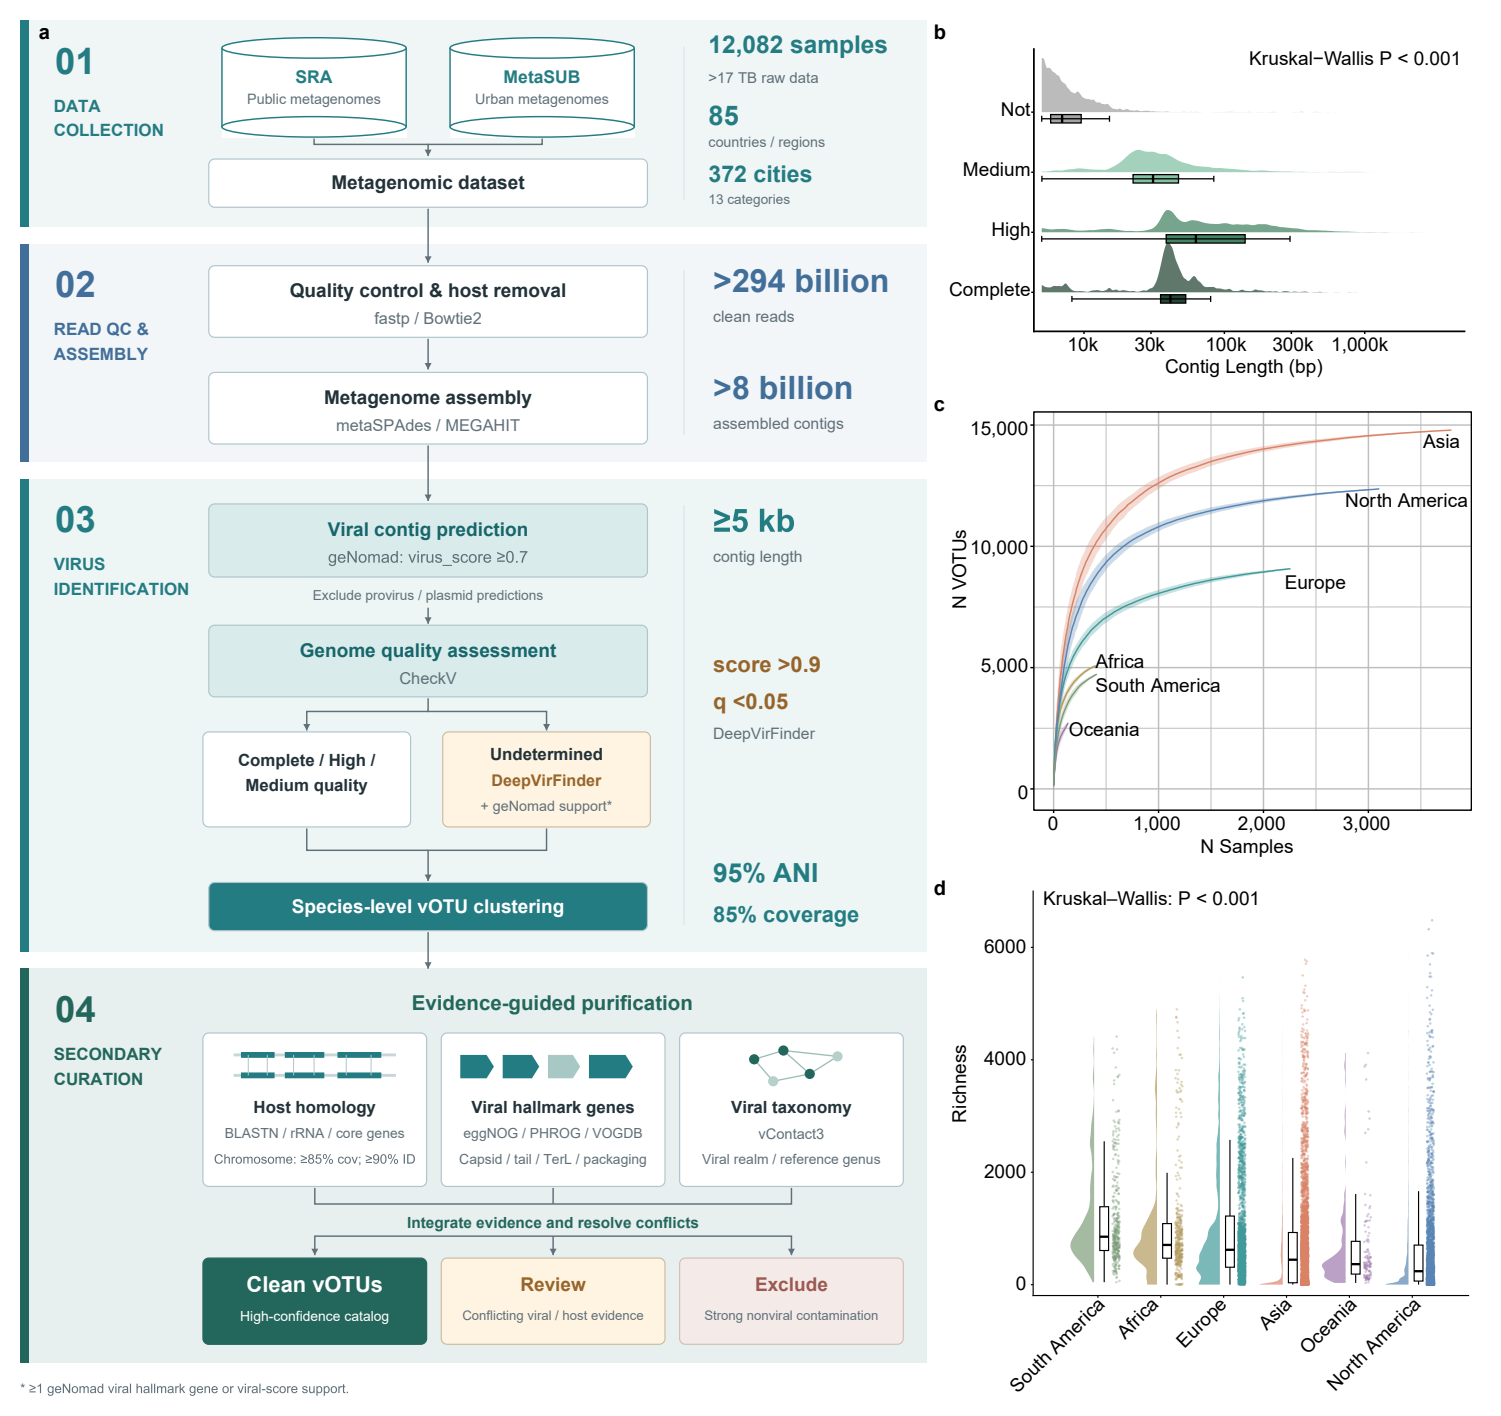 a
01
DATA
COLLECTION
SRA
Public metagenomes
MetaSUB
Urban metagenomes
Metagenomic dataset
12,082 samples
>17 TB raw data
85
countries / regions
372 cities
13 categories
02
READ QC &
ASSEMBLY
Quality control & host removal
fastp / Bowtie2
Metagenome assembly
metaSPAdes / MEGAHIT
>294 billion
clean reads
>8 billion
assembled contigs
03
VIRUS
IDENTIFICATION
Viral contig prediction
geNomad: virus_score ≥0.7
Exclude provirus / plasmid predictions
Genome quality assessment
CheckV
Complete / High /
Medium quality
Undetermined
DeepVirFinder
+ geNomad support*
Species-level vOTU clustering
≥5 kb
contig length
score >0.9
q <0.05
DeepVirFinder
95% ANI
85% coverage
04
SECONDARY
CURATION
Evidence-guided purification
Host homology
BLASTN / rRNA / core genes
Chromosome: ≥85% cov; ≥90% ID
Viral hallmark genes
eggNOG / PHROG / VOGDB
Capsid / tail / TerL / packaging
Viral taxonomy
vContact3
Viral realm / reference genus
Integrate evidence and resolve conflicts
Clean vOTUs
High-confidence catalog
Review
Conflicting viral / host evidence
Exclude
Strong nonviral contamination
* ≥1 geNomad viral hallmark gene or viral-score support.
b
Kruskal−Wallis P < 0.001
Not
Medium
High
Complete
10k 30k 100k 300k 1,000k
Contig Length (bp)
c
N VOTUs
15,000
10,000
5,000
0
Asia
North America
Europe
Africa
South America
Oceania
0 1,000 2,000 3,000
N Samples
d
Kruskal–Wallis: P < 0.001
Richness
6000
4000
2000
0
South America
Africa
Europe
Asia
Oceania
North America